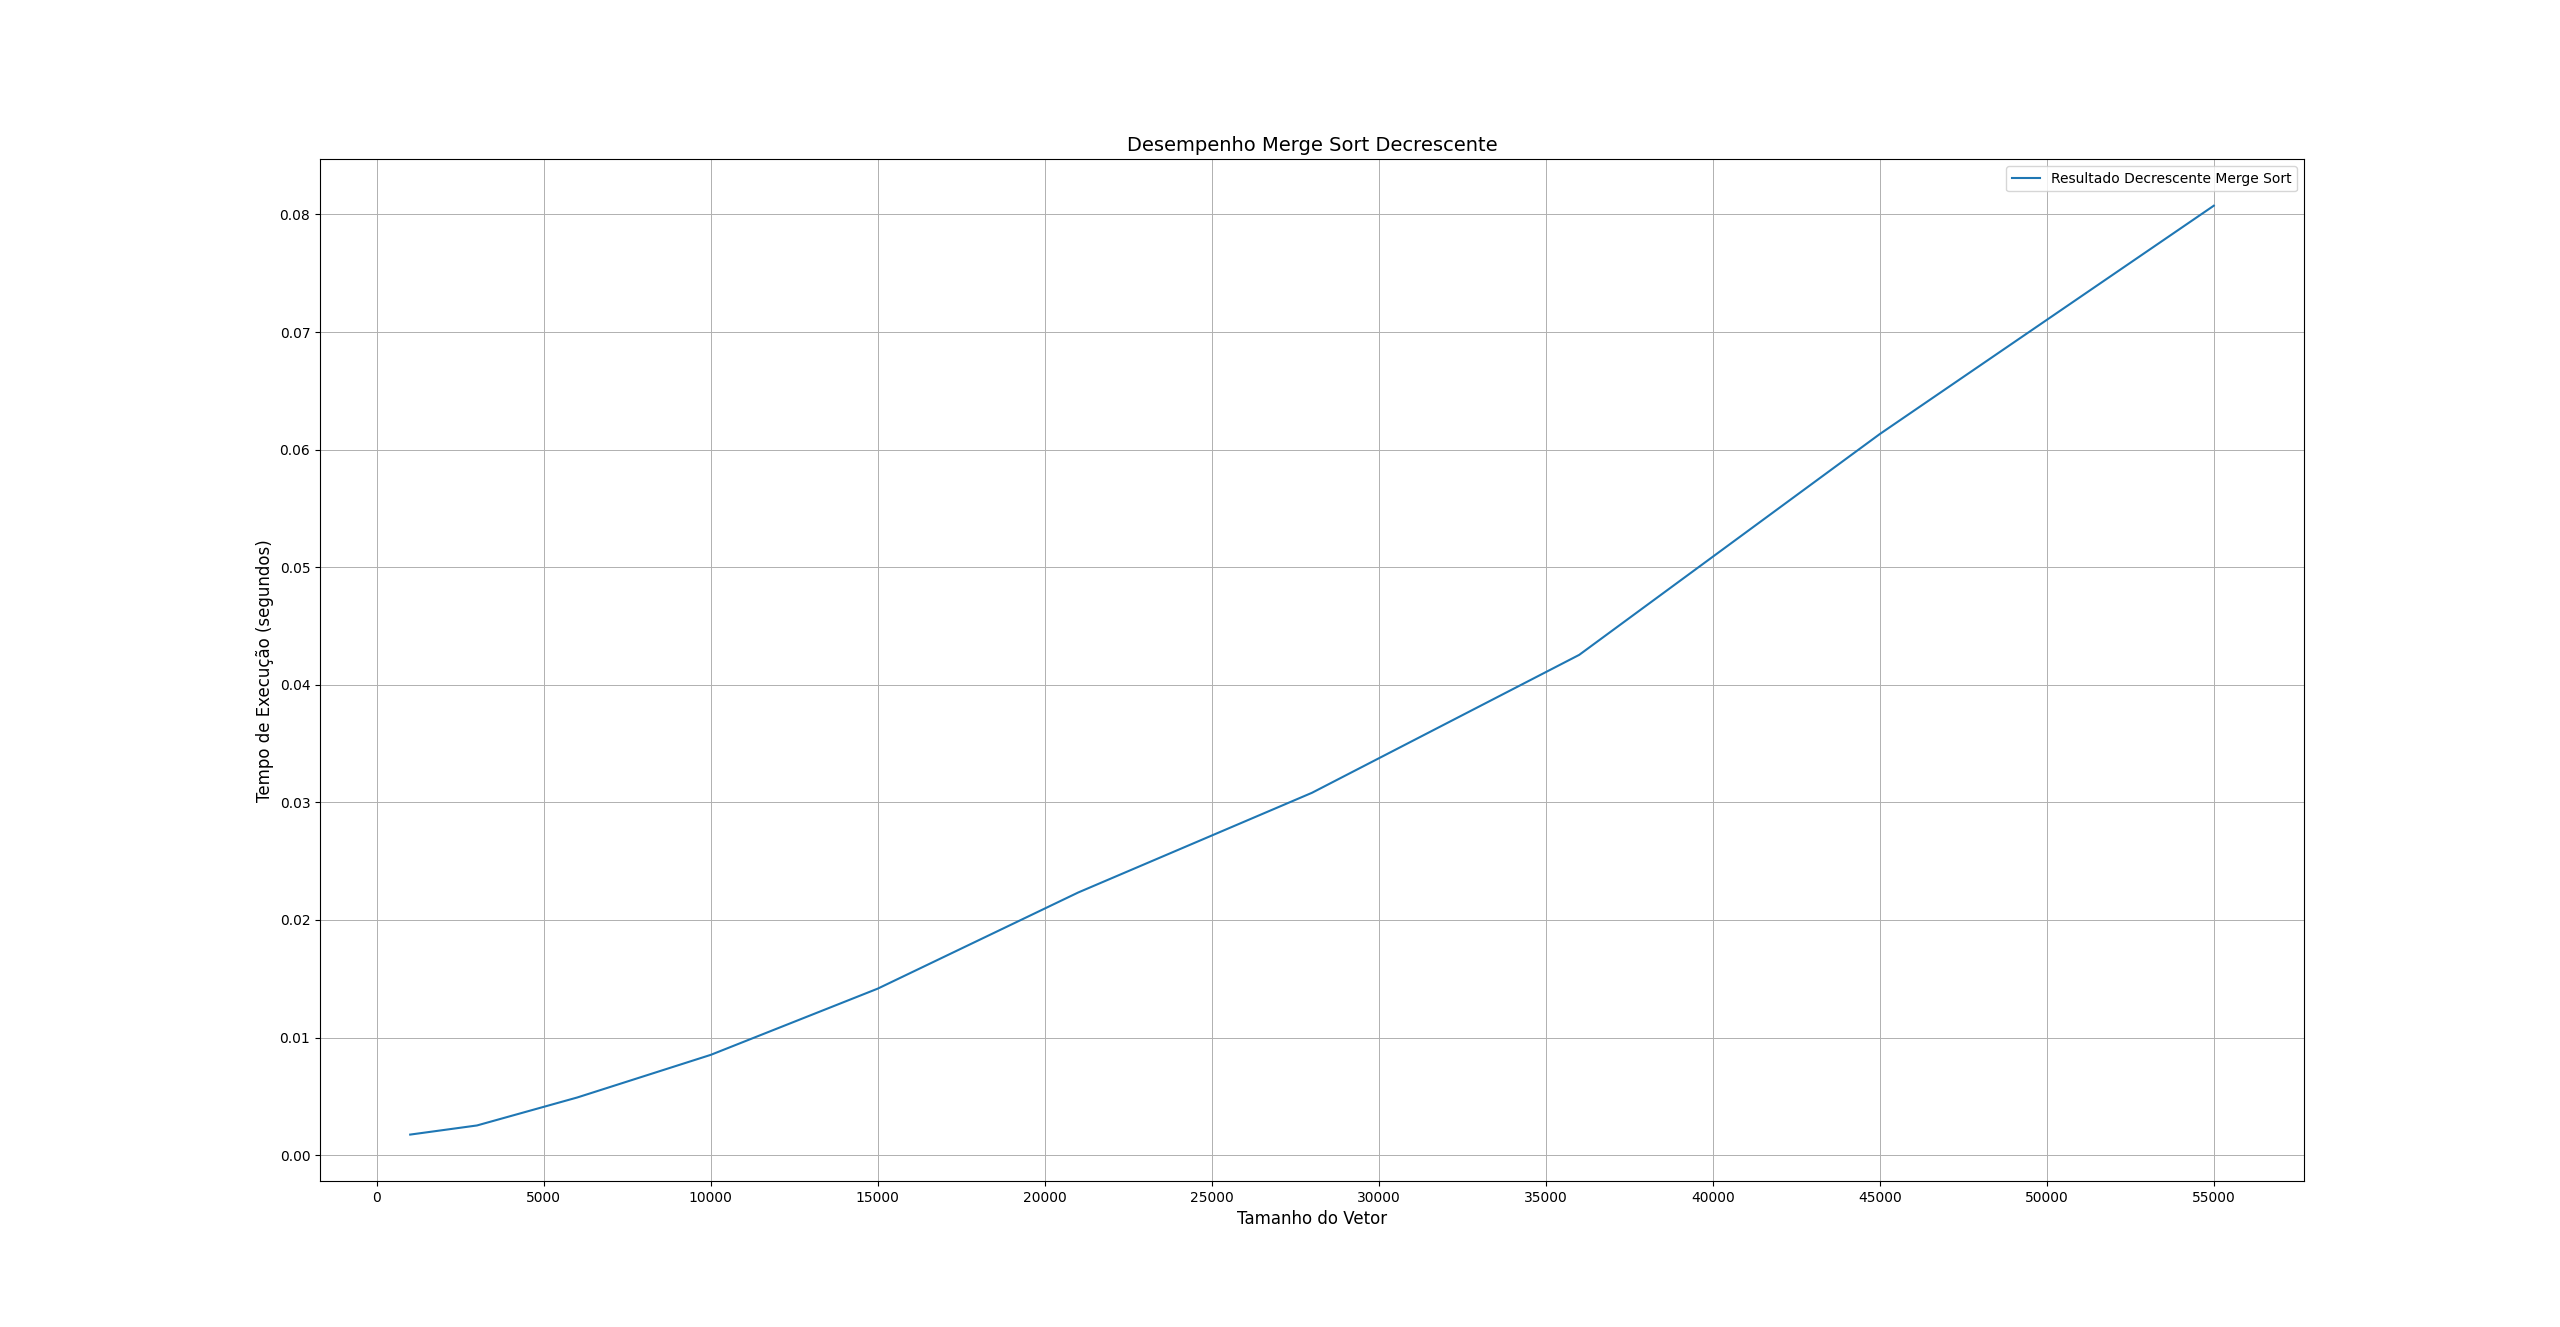 Desempenho Merge Sort Decrescente
Resultado Decrescente Merge Sort
0.08
0.07
0.06
0.05
0.04
0.03
0.02
0.01
0.00
Tempo de Execução (segundos)
0 5000 10000 15000 20000 25000 30000 35000 40000 45000 50000 55000
Tamanho do Vetor